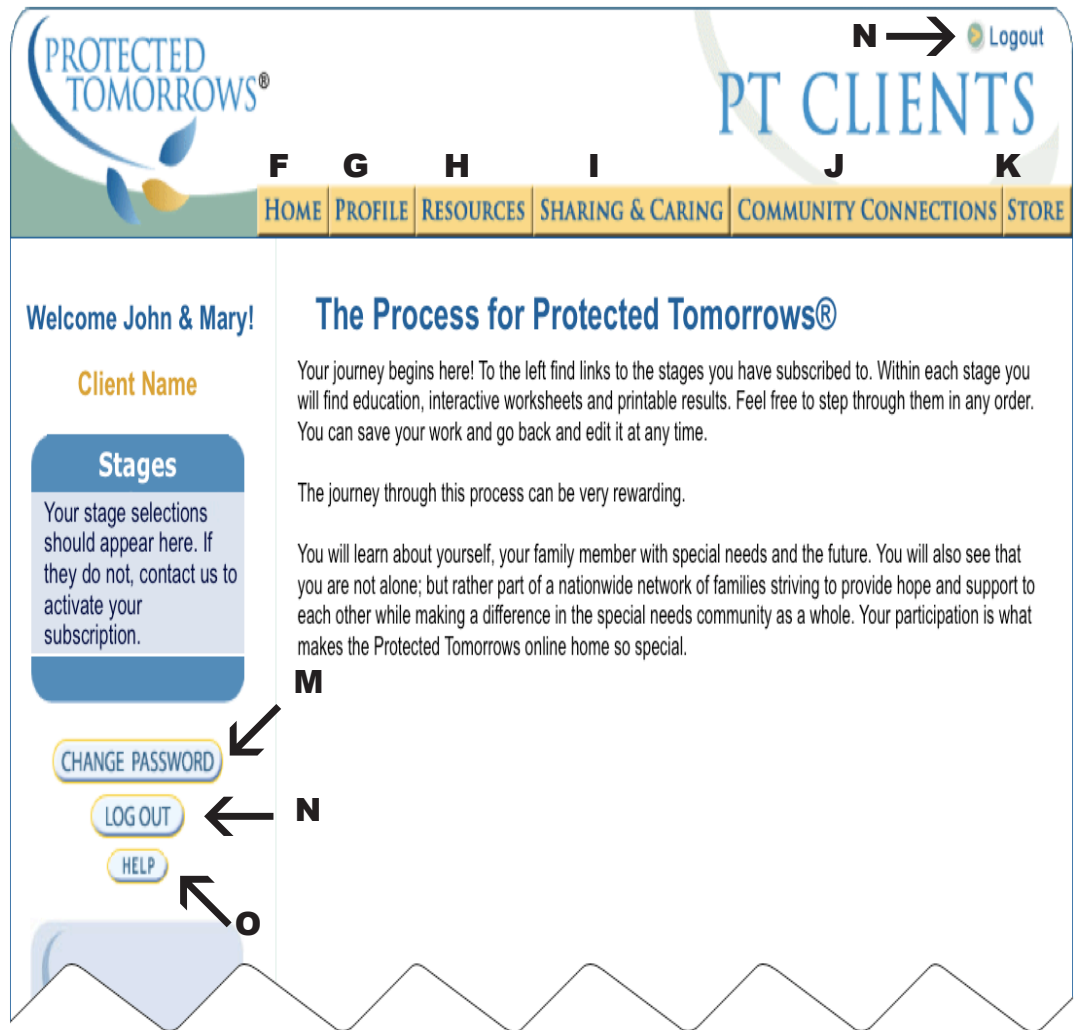 PROTECTED
TOMORROWS®
N
Logout
PT CLIENTS
F G H I J K
HOME PROFILE RESOURCES SHARING & CARING COMMUNITY CONNECTIONS STORE
Welcome John & Mary!
Client Name
Stages
Your stage selections
should appear here. If
they do not, contact us to
activate your
subscription.
The Process for Protected Tomorrows®
Your journey begins here! To the left find links to the stages you have subscribed to. Within each stage you
will find education, interactive worksheets and printable results. Feel free to step through them in any order.
You can save your work and go back and edit it at any time.
The journey through this process can be very rewarding.
You will learn about yourself, your family member with special needs and the future. You will also see that
you are not alone; but rather part of a nationwide network of families striving to provide hope and support to
each other while making a difference in the special needs community as a whole. Your participation is what
makes the Protected Tomorrows online home so special.
M
CHANGE PASSWORD
LOG OUT
N
HELP
O